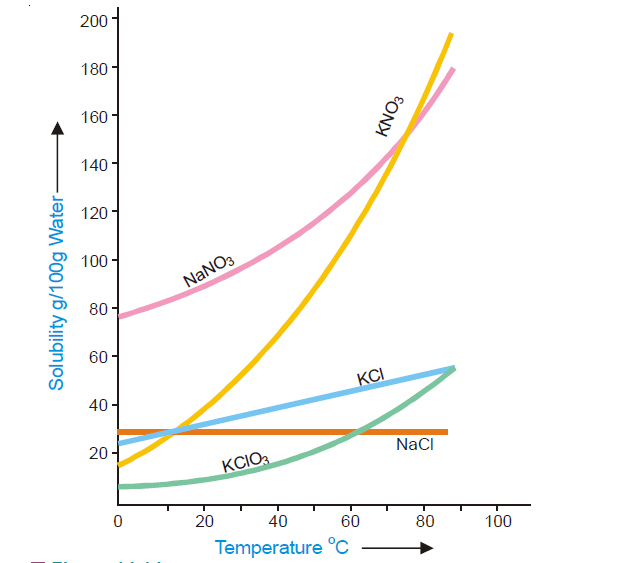 200
180
160
140
120
100
80
60
40
20
Solubility g/100g Water
KNO₃
NaNO₃
KCl
NaCl
KClO₃
0 20 40 60 80 100
Temperature °C